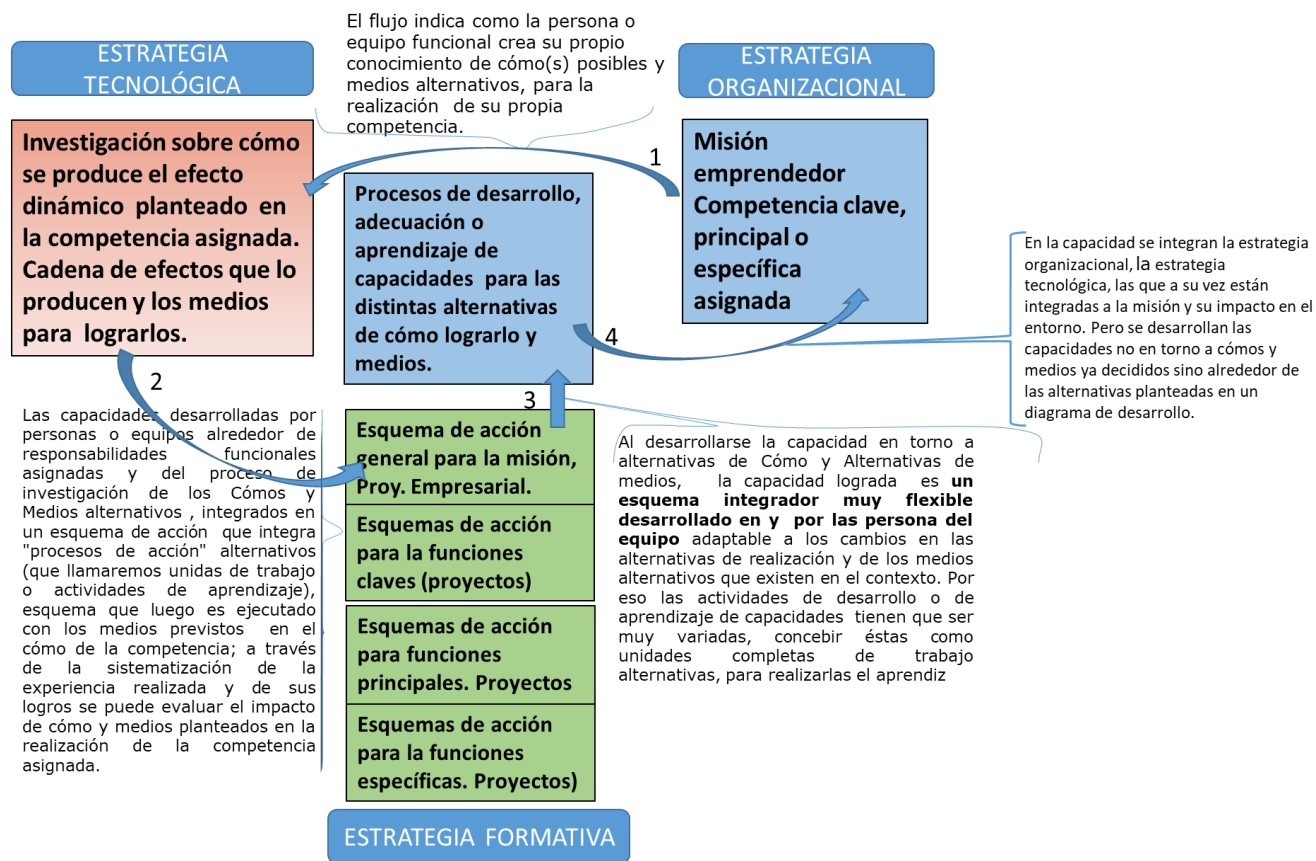 El flujo indica como la persona o
equipo funcional crea su propio
conocimiento de cómo(s) posibles y
medios alternativos, para la
realización de su propia
competencia.
ESTRATEGIA
TECNOLÓGICA
ESTRATEGIA
ORGANIZACIONAL
Investigación sobre cómo
se produce el efecto
dinámico planteado en
la competencia asignada.
Cadena de efectos que lo
producen y los medios
para lograrlos.
1
Misión
emprendedor
Competencia clave,
principal o
específica
asignada
Procesos de desarrollo,
adecuación o
aprendizaje de
capacidades para las
distintas alternativas
de cómo lograrlo y
medios.
4
En la capacidad se integran la estrategia
organizacional, la estrategia
tecnológica, las que a su vez están
integradas a la misión y su impacto en el
entorno. Pero se desarrollan las
capacidades no en torno a cómos y
medios ya decididos sino alrededor de
las alternativas planteadas en un
diagrama de desarrollo.
2
3
Las capacidades desarrolladas por
personas o equipos alrededor de
responsabilidades funcionales
asignadas y del proceso de
investigación de los Cómos y
Medios alternativos , integrados en
un esquema de acción que integra
"procesos de acción" alternativos
(que llamaremos unidas de trabajo
o actividades de aprendizaje),
esquema que luego es ejecutado
con los medios previstos en el
cómo de la competencia; a través
de la sistematización de la
experiencia realizada y de sus
logros se puede evaluar el impacto
de cómo y medios planteados en la
realización de la competencia
asignada.
Esquema de acción
general para la misión,
Proy. Empresarial.
Esquemas de acción
para la funciones
claves (proyectos)
Esquemas de acción
para funciones
principales. Proyectos
Esquemas de acción
para la funciones
específicas. Proyectos)
Al desarrollarse la capacidad en torno a
alternativas de Cómo y Alternativas de
medios, la capacidad lograda es un
esquema integrador muy flexible
desarrollado en y por las persona del
equipo adaptable a los cambios en las
alternativas de realización y de los medios
alternativos que existen en el contexto. Por
eso las actividades de desarrollo o de
aprendizaje de capacidades tienen que ser
muy variadas, concebir éstas como
unidades completas de trabajo
alternativas, para realizarlas el aprendiz
ESTRATEGIA FORMATIVA